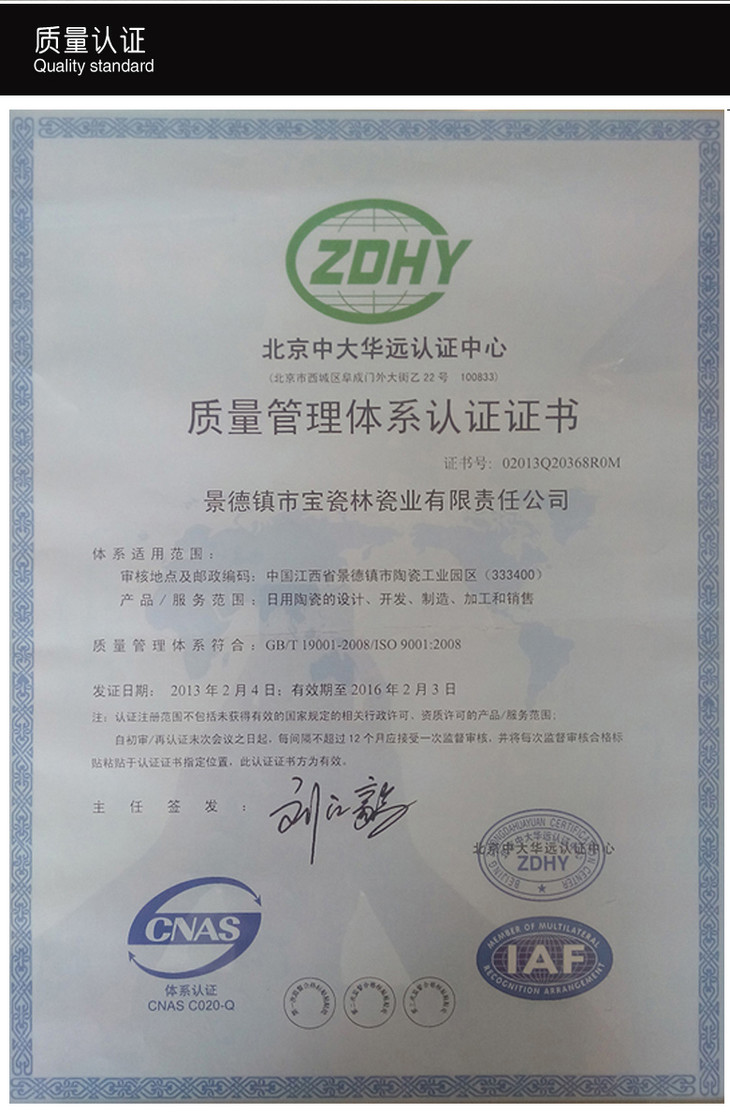 质量认证
Quality standard
ZDHY
北京中大华远认证中心
(北京市西城区阜成门外大街乙22号 100833)
质量管理体系认证证书
证书号: 02013Q20368R0M
景德镇市宝瓷林瓷业有限责任公司
体系适用范围:
审核地点及邮政编码: 中国江西省景德镇市陶瓷工业园区(333400)
产品/服务范围: 日用陶瓷的设计、开发、制造、加工和销售
质量管理体系符合: GB/T 19001-2008/ISO 9001:2008
发证日期: 2013年2月4日; 有效期至2016年2月3日
注: 认证注册范围不包括未获得有效的国家规定的相关行政许可、资质许可的产品/服务范围;
自初审/再认证末次会议之日起, 每间隔不超过12个月应接受一次监督审核, 并将每次监督审核合格标
贴粘贴于认证证书指定位置, 此认证证书方为有效。
主任签发:
北京中大华远认证中心
ZDHY
CNAS
体系认证
CNAS C020-Q
MEMBER OF MULTILATERAL
IAF
RECOGNITION ARRANGEMENT